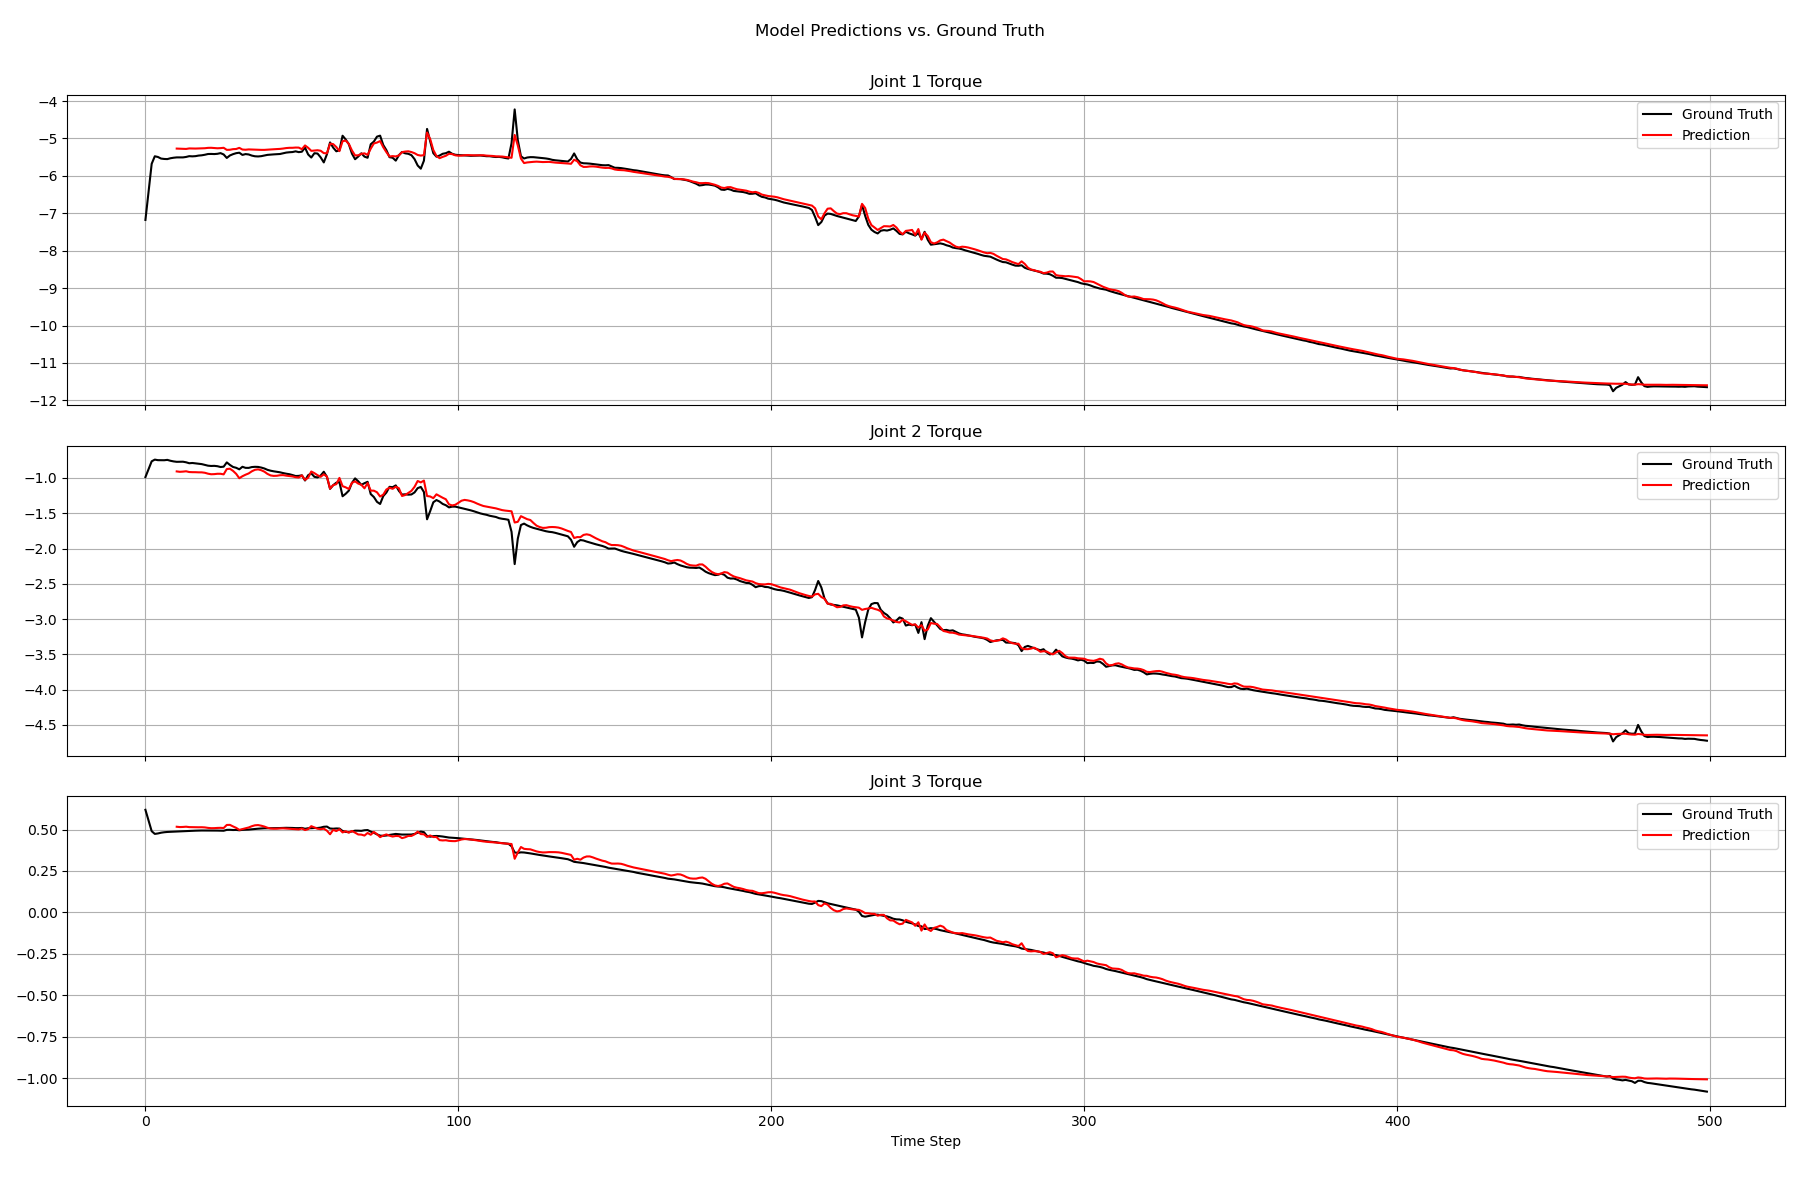 Model Predictions vs. Ground Truth
Joint 1 Torque
−4
−5
−6
−7
−8
−9
−10
−11
−12
Ground Truth
Prediction
Joint 2 Torque
−1.0
−1.5
−2.0
−2.5
−3.0
−3.5
−4.0
−4.5
Ground Truth
Prediction
Joint 3 Torque
0.50
0.25
0.00
−0.25
−0.50
−0.75
−1.00
Ground Truth
Prediction
0 100 200 300 400 500
Time Step